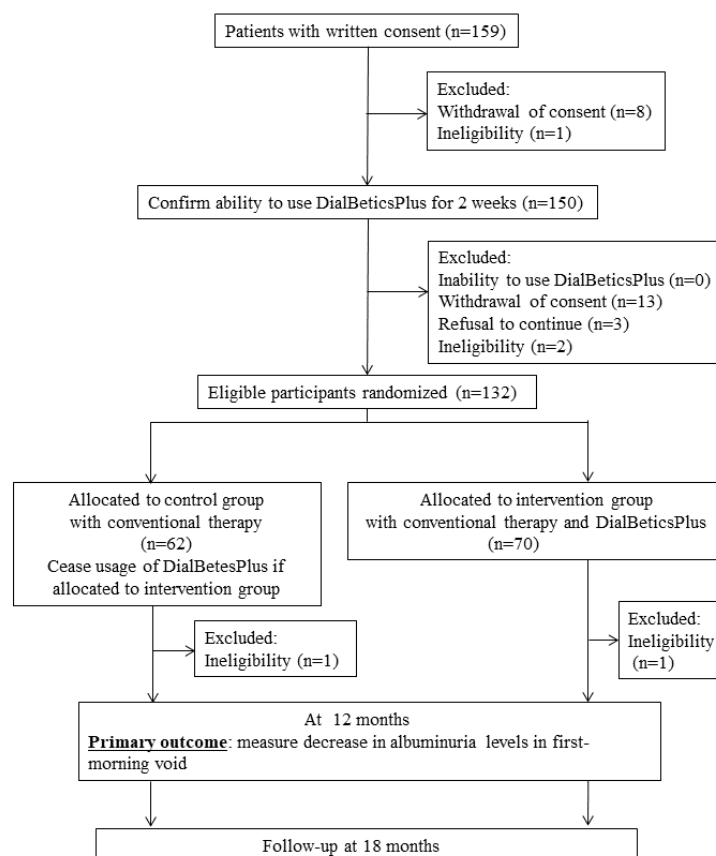 Patients with written consent (n=159)
Excluded:
Withdrawal of consent (n=8)
Ineligibility (n=1)
Confirm ability to use DialBeticsPlus for 2 weeks (n=150)
Excluded:
Inability to use DialBeticsPlus (n=0)
Withdrawal of consent (n=13)
Refusal to continue (n=3)
Ineligibility (n=2)
Eligible participants randomized (n=132)
Allocated to control group
with conventional therapy
(n=62)
Cease usage of DialBetesPlus if
allocated to intervention group
Allocated to intervention group
with conventional therapy and DialBeticsPlus
(n=70)
Excluded:
Ineligibility (n=1)
Excluded:
Ineligibility
(n=1)
At 12 months
Primary outcome: measure decrease in albuminuria levels in first-
morning void
Follow-up at 18 months